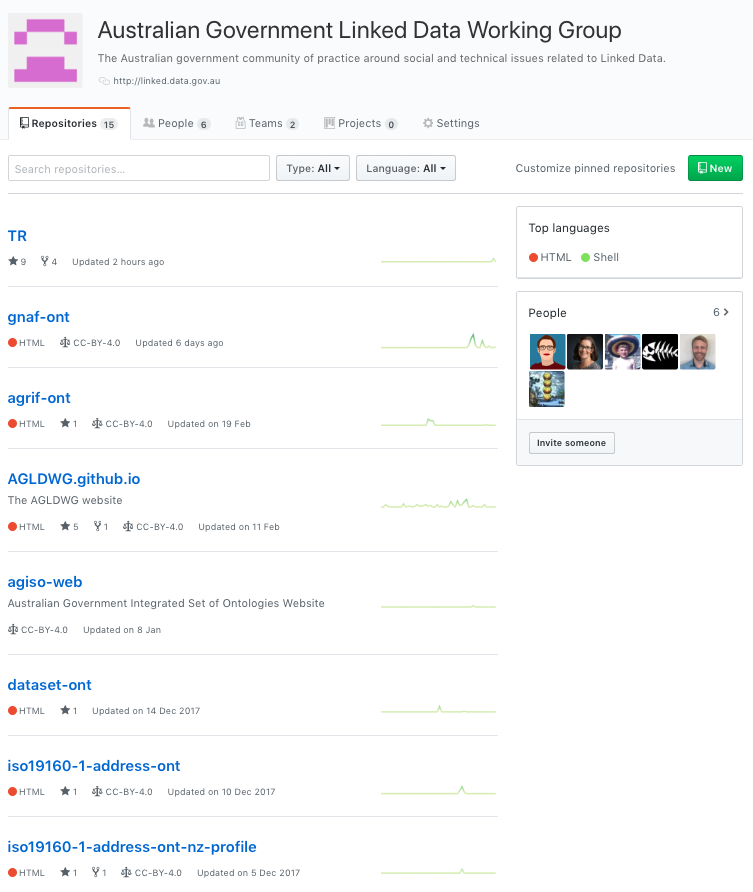 Australian Government Linked Data Working Group
The Australian government community of practice around social and technical issues related to Linked Data.
http://linked.data.gov.au
Repositories 15 People 6 Teams 2 Projects 0 Settings
Search repositories... Type: All Language: All Customize pinned repositories New
TR
9 4 Updated 2 hours ago
gnaf-ont
HTML CC-BY-4.0 Updated 6 days ago
agrif-ont
HTML 1 CC-BY-4.0 Updated on 19 Feb
AGLDWG.github.io
The AGLDWG website
HTML 5 1 CC-BY-4.0 Updated on 11 Feb
agiso-web
Australian Government Integrated Set of Ontologies Website
CC-BY-4.0 Updated on 8 Jan
dataset-ont
HTML 1 Updated on 14 Dec 2017
iso19160-1-address-ont
HTML 1 CC-BY-4.0 Updated on 10 Dec 2017
iso19160-1-address-ont-nz-profile
HTML 1 1 CC-BY-4.0 Updated on 5 Dec 2017
Top languages
HTML Shell
People 6
Invite someone